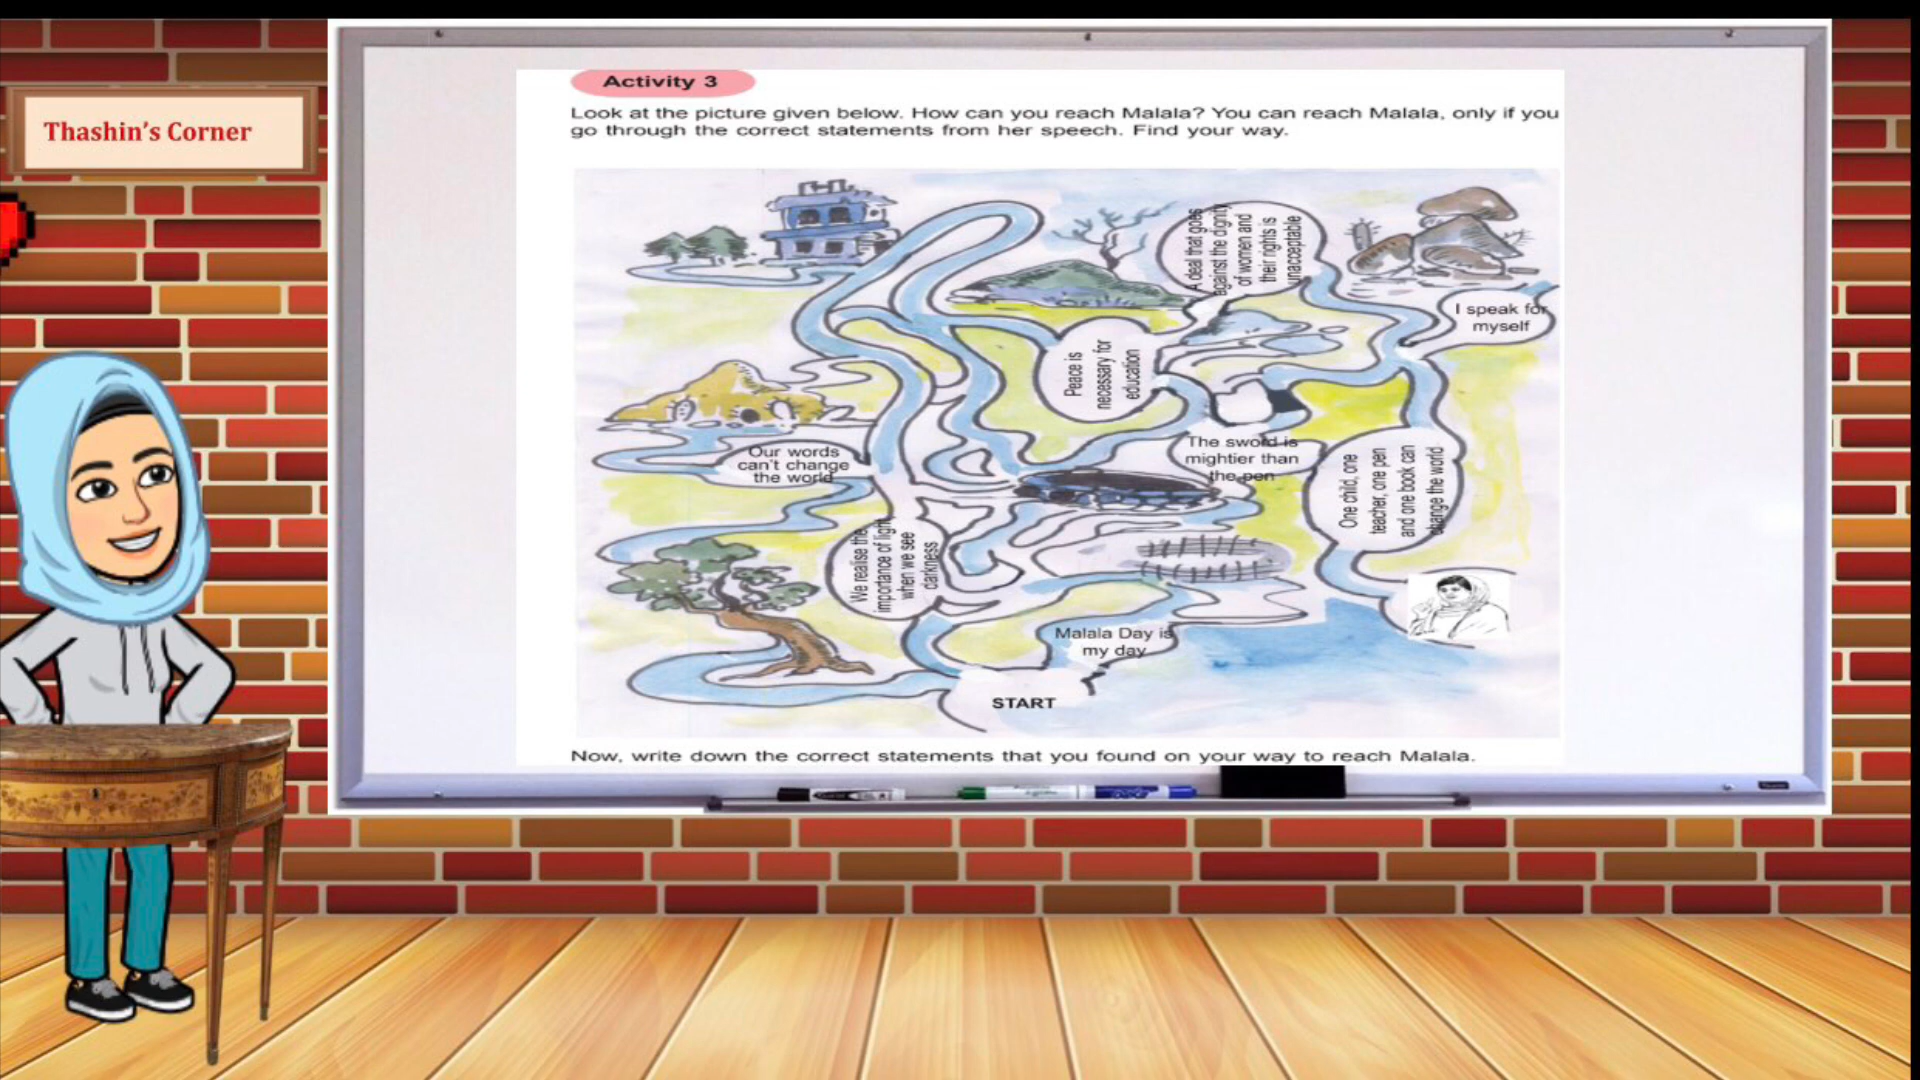 Thashin's Corner
Activity 3
Look at the picture given below. How can you reach Malala? You can reach Malala, only if you
go through the correct statements from her speech. Find your way.
A deal that goes
against the dignity
of women and
their rights is
unacceptable
I speak for
myself
Peace is
necessary for
education
The sword is
mightier than
the pen
Our words
can't change
the world
One child, one
teacher, one pen
and one book can
change the world
We realise the
importance of light
when we see
darkness
Malala Day is
my day
START
Now, write down the correct statements that you found on your way to reach Malala.